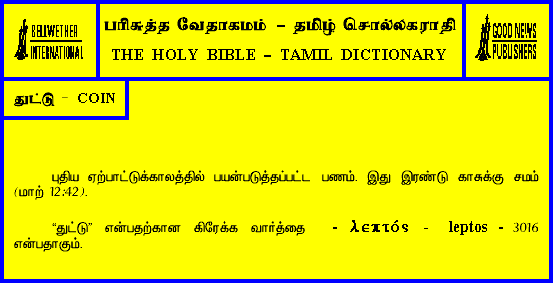 BELLWETHER
INTERNATIONAL
பரிசுத்த வேதாகமம் – தமிழ் சொல்லகராதி
THE HOLY BIBLE – TAMIL DICTIONARY
GOOD NEWS
PUBLISHERS
துட்டு – COIN
புதிய ஏற்பாட்டுக்காலத்தில் பயன்படுத்தப்பட்ட பணம். இது இரண்டு காசுக்கு சமம்
(மாற் 12:42).
“துட்டு” என்பதற்கான கிரேக்க வார்த்தை - λεπτός - leptos - 3016
என்பதாகும்.